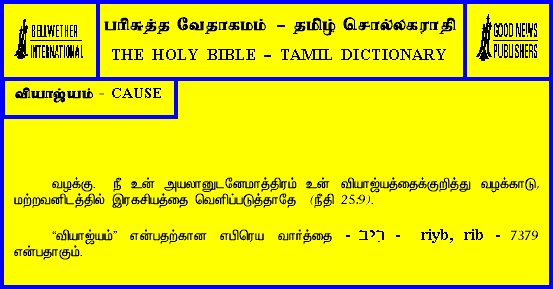 BELLWETHER
INTERNATIONAL
பரிசுத்த வேதாகமம் – தமிழ் சொல்லகராதி
THE HOLY BIBLE – TAMIL DICTIONARY
GOOD NEWS
PUBLISHERS
வியாஜ்யம் - CAUSE
வழக்கு. நீ உன் அயலானுடனேமாத்திரம் உன் வியாஜ்யத்தைக்குறித்து வழக்காடு,
மற்றவனிடத்தில் இரகசியத்தை வெளிப்படுத்தாதே (நீதி 25:9).
“வியாஜ்யம்” என்பதற்கான எபிரெய வார்த்தை - רִיב - riyb, rib - 7379
என்பதாகும்.